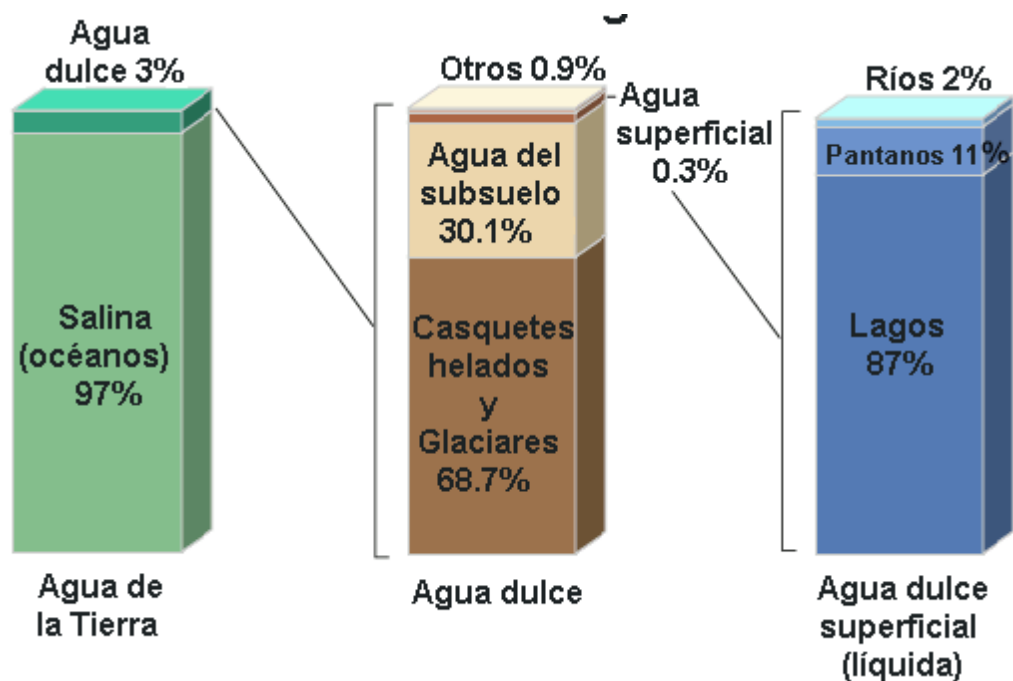 Agua
dulce 3%
Salina
(océanos)
97%
Agua de
la Tierra
Otros 0.9%
Agua
superficial
0.3%
Agua del
subsuelo
30.1%
Casquetes
helados
y
Glaciares
68.7%
Agua dulce
Ríos 2%
Pantanos 11%
Lagos
87%
Agua dulce
superficial
(líquida)